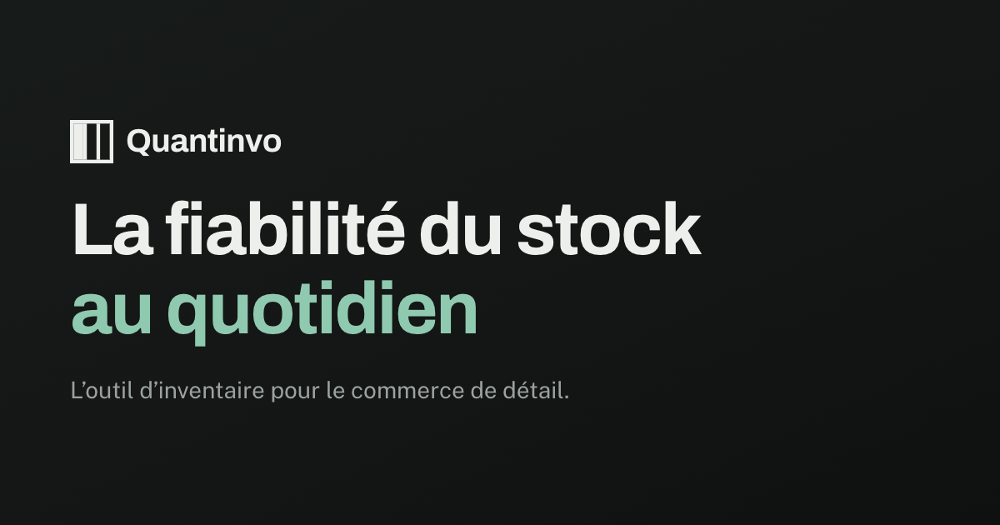 Quantinvo
La fiabilité du stock
au quotidien
L’outil d’inventaire pour le commerce de détail.